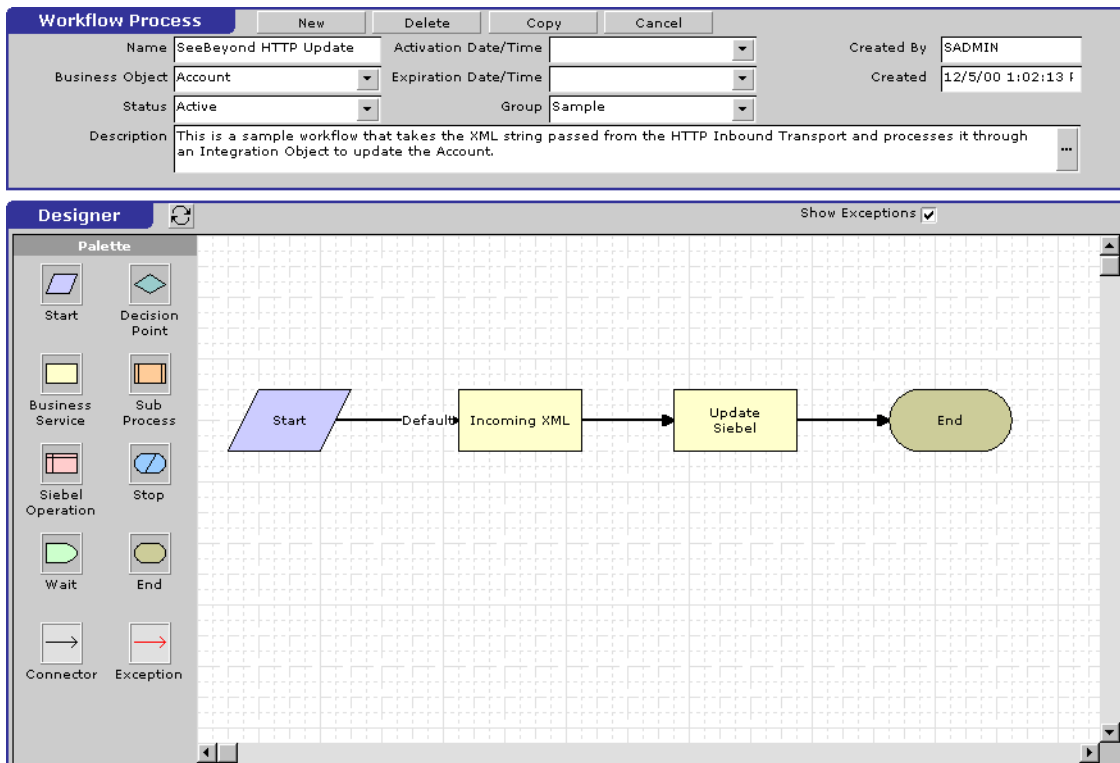 Workflow Process New Delete Copy Cancel
Name SeeBeyond HTTP Update Activation Date/Time Created By SADMIN
Business Object Account Expiration Date/Time Created 12/5/00 1:02:13
Status Active Group Sample
Description This is a sample workflow that takes the XML string passed from the HTTP Inbound Transport and processes it through
an Integration Object to update the Account.
...
Designer Show Exceptions
Palette
Start Decision
Point
Business
Service
Sub
Process
Siebel
Operation
Stop
Wait End
Connector Exception
Start Default Incoming XML Update
Siebel
End